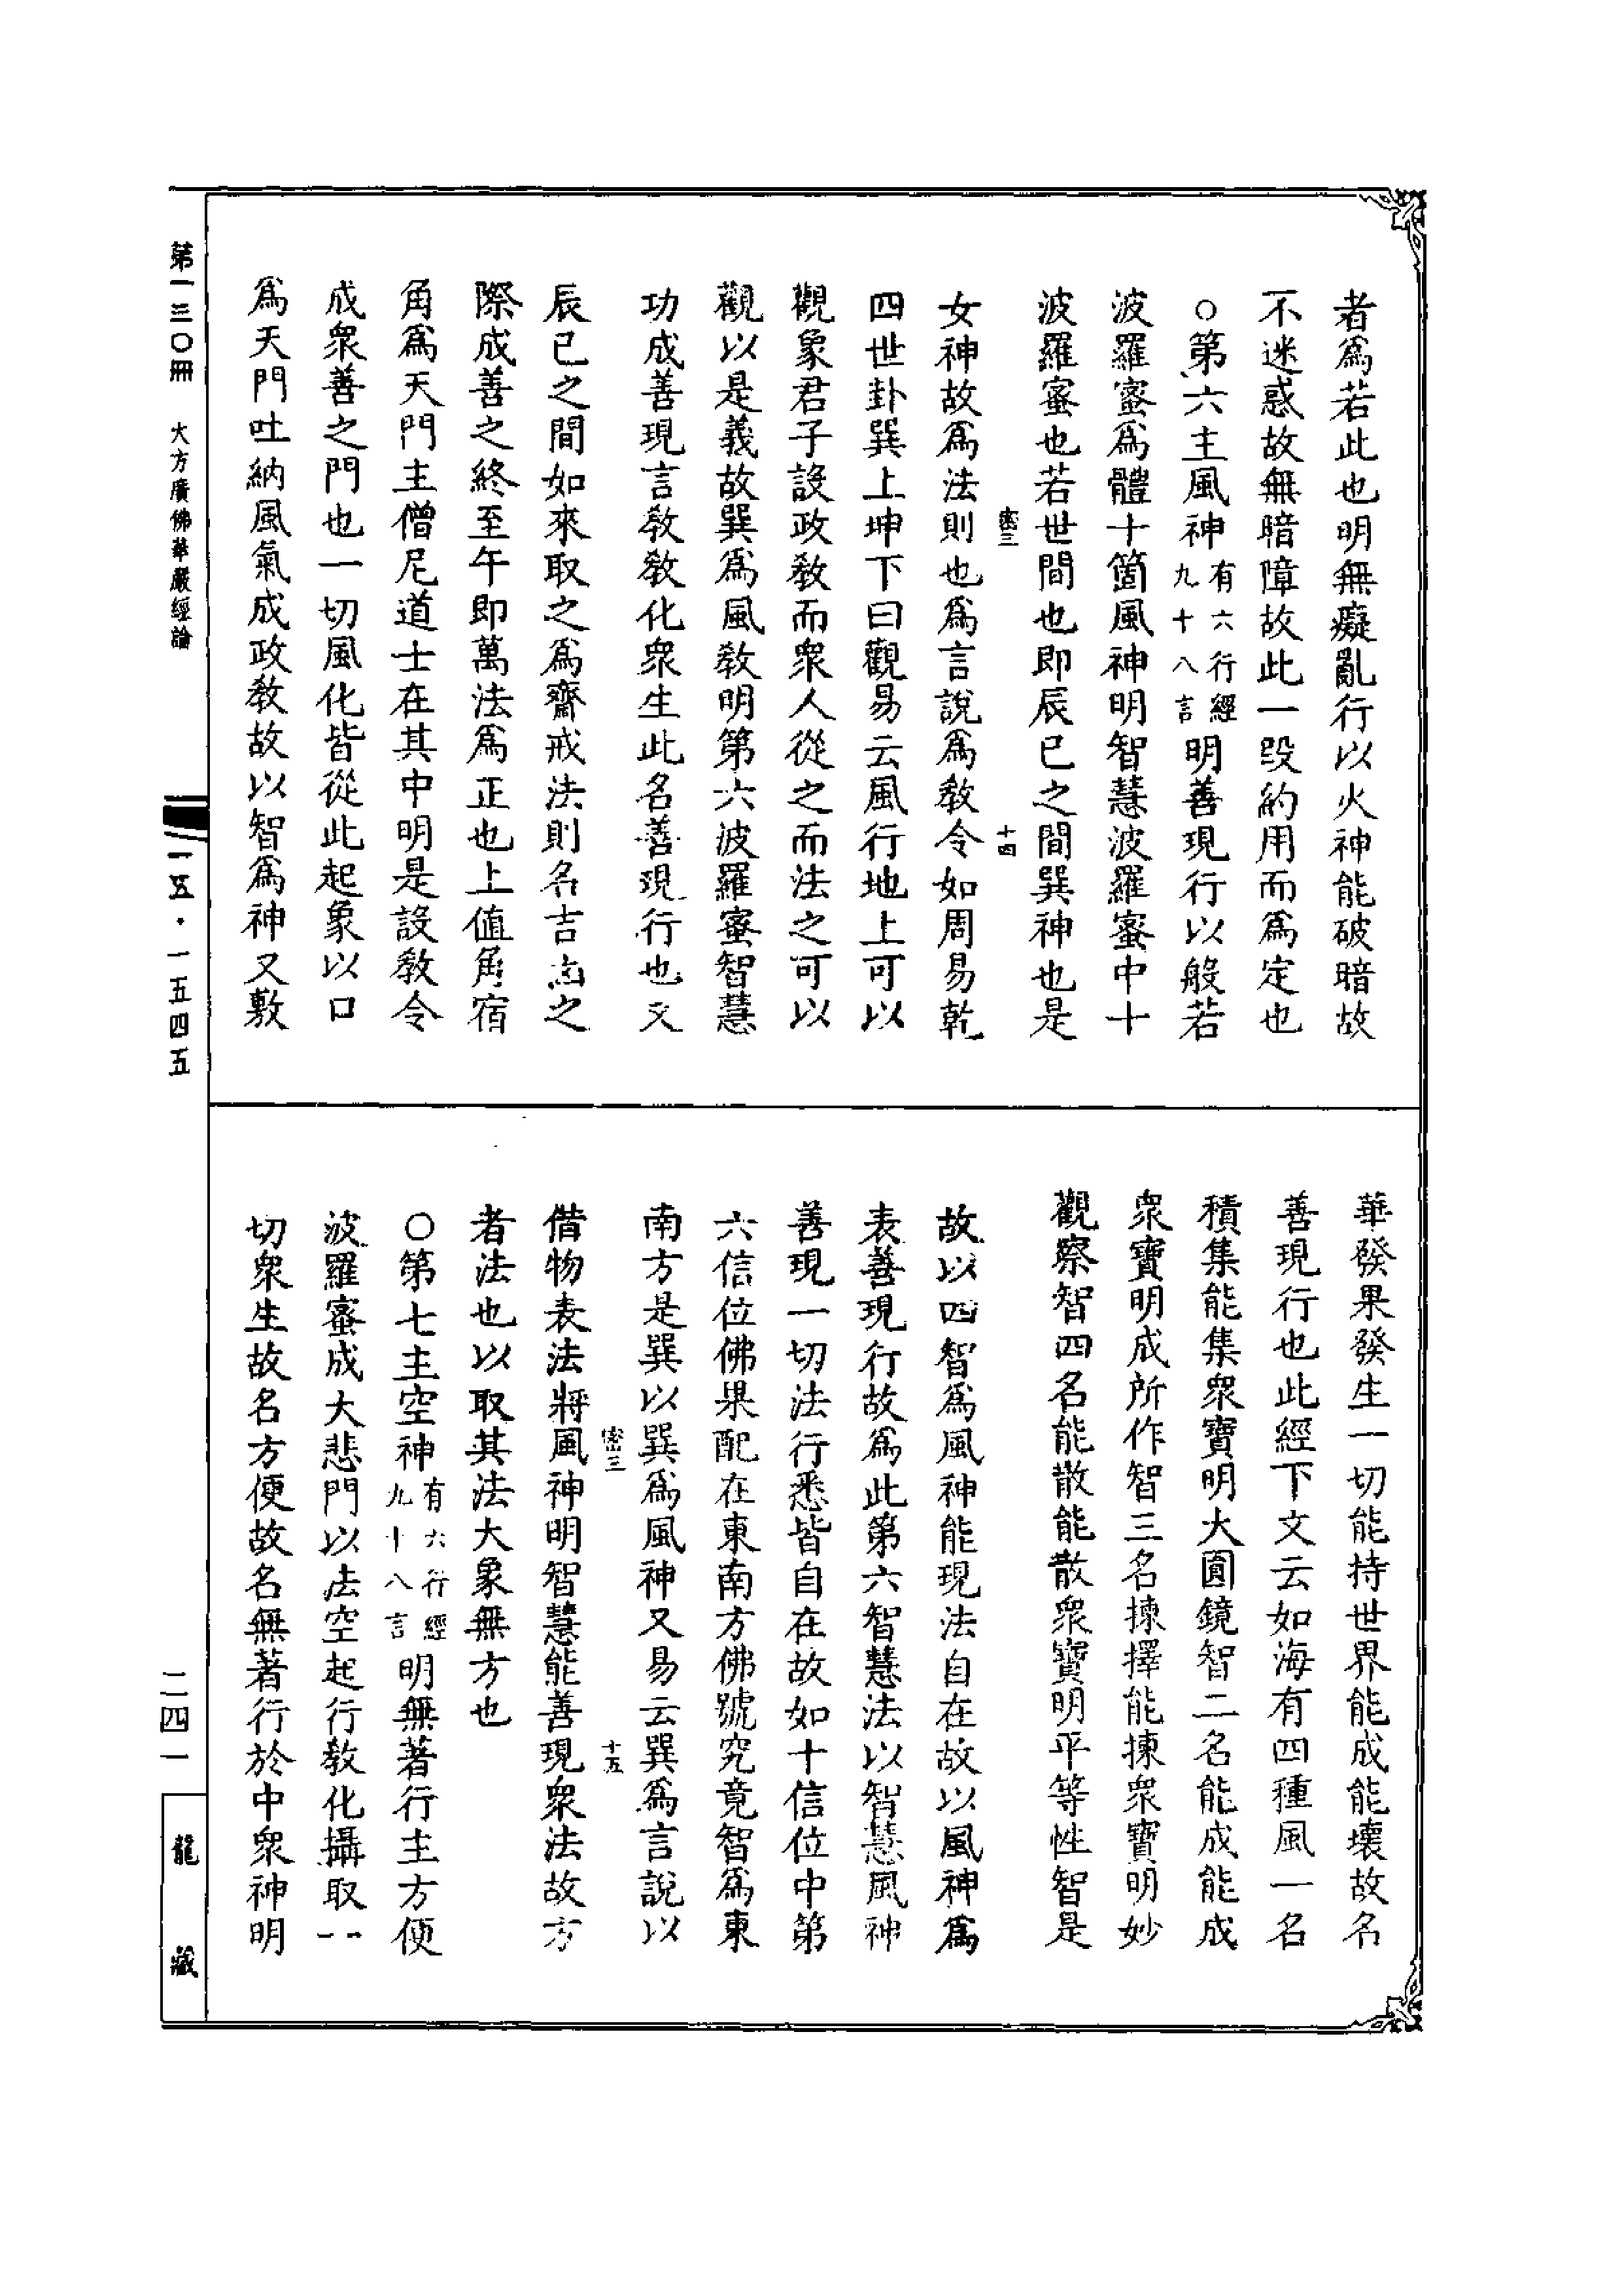 者爲若此也明無癡亂行以火神能破暗故
不迷惑故無暗障故此一段約用而爲定也
○第六主風神有六行經九十八言明善現行以般若
波羅蜜爲體十箇風神明智慧波羅蜜中十
波羅蜜也若世間也即辰巳之間巽神也是
密三 十四
女神故爲法則也爲言說爲敎令如周易乾
四世卦巽上坤下曰觀易云風行地上可以
觀象君子設政敎而衆人從之而法之可以
觀以是義故巽爲風敎明第六波羅蜜智慧
功成善現言敎敎化衆生此名善現行也又
辰巳之間如來取之爲齋戒法則名吉凶之
際成善之終至午即萬法爲正也上値角宿
角爲天門主僧尼道士在其中明是設敎令
成衆善之門也一切風化皆從此起象以口
爲天門吐納風氣成政敎故以智爲神又敷
華發果發生一切能持世界能成能壞故名
善現行也此經下文云如海有四種風一名
積集能集衆寶明大圓鏡智二名能成能成
衆寶明成所作智三名揀擇能揀衆寶明妙
觀察智四名能散能散衆寶明平等性智是
故以四智爲風神能現法自在故以風神爲
表善現行故爲此第六智慧法以智慧風神
善現一切法行悉皆自在故如十信位中第
六信位佛果配在東南方佛號究竟智爲東
南方是巽以巽爲風神又易云巽爲言說以
密三 十五
借物表法將風神明智慧能善現衆法故方
者法也以取其法大象無方也
○第七主空神有六行經九十八言明無著行主方便
波羅蜜成大悲門以法空起行敎化攝取一
切衆生故名方便故名無著行於中衆神明
第一三〇冊 大方廣佛華嚴經論
一五·一五四五
二四一
龍藏